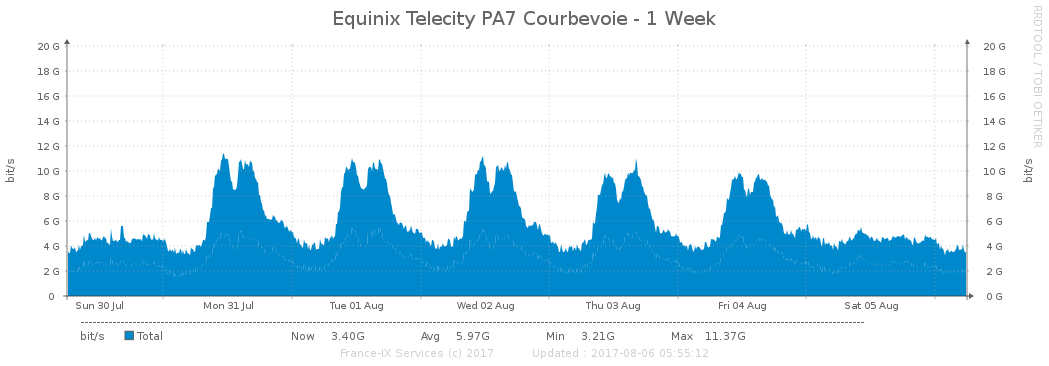 Equinix Telecity PA7 Courbevoie - 1 Week
RRDTOOL / TOBI OETIKER
bit/s
20 G
18 G
16 G
14 G
12 G
10 G
8 G
6 G
4 G
2 G
0
20 G
18 G
16 G
14 G
12 G
10 G
8 G
6 G
4 G
2 G
0 G
bit/s
Sun 30 Jul Mon 31 Jul Tue 01 Aug Wed 02 Aug Thu 03 Aug Fri 04 Aug Sat 05 Aug
bit/s Total Now 3.40G Avg 5.97G Min 3.21G Max 11.37G
France-IX Services (c) 2017 Updated : 2017-08-06 05:55:12